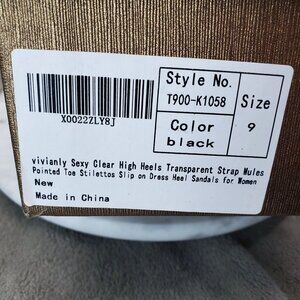 Style No.
T900-K1058
Size
9
Color
black
X0022ZLY8J
vivianly Sexy Clear High Heels Transparent Strap Mules
Pointed Toe Stilettos Slip on Dress Heel Sandals for Women
New
Made in China